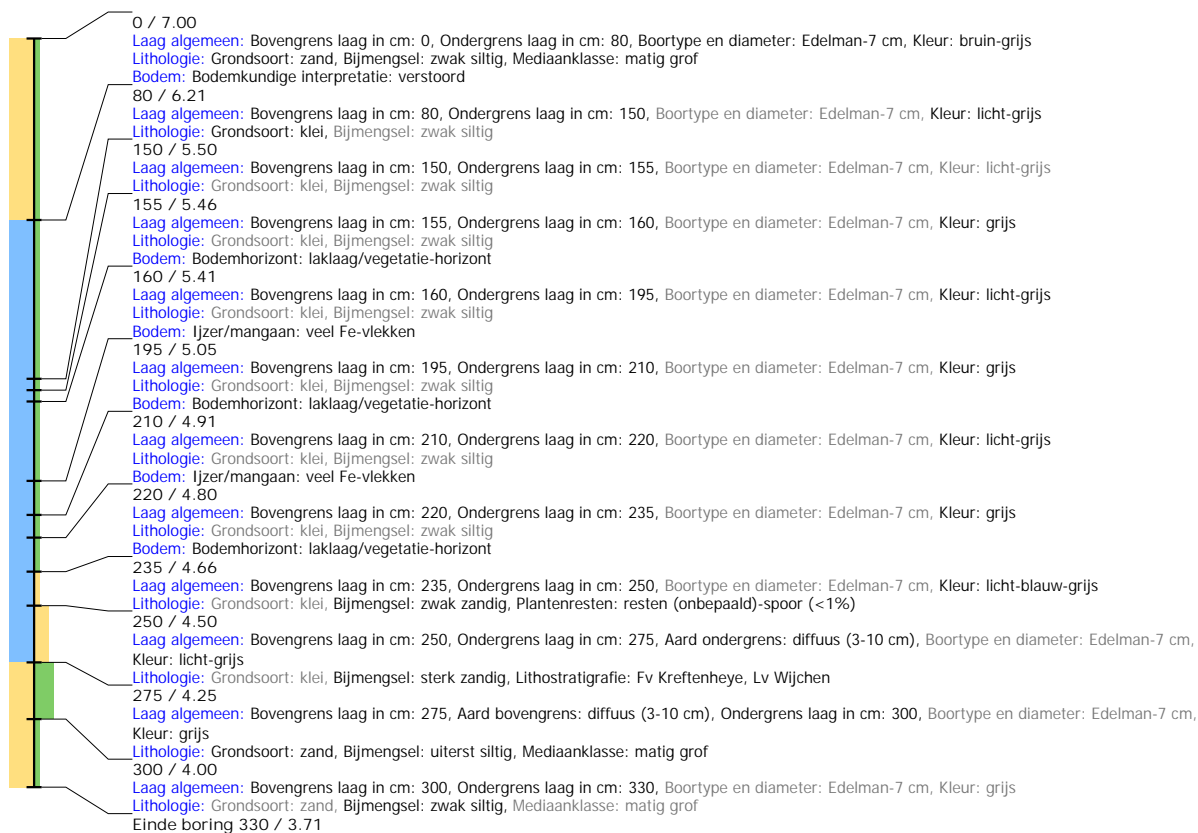 0 / 7.00
Laag algemeen: Bovengrens laag in cm: 0, Ondergrens laag in cm: 80, Boortype en diameter: Edelman-7 cm, Kleur: bruin-grijs
Lithologie: Grondsoort: zand, Bijmengsel: zwak siltig, Mediaanklasse: matig grof
Bodem: Bodemkundige interpretatie: verstoord
80 / 6.21
Laag algemeen: Bovengrens laag in cm: 80, Ondergrens laag in cm: 150, Boortype en diameter: Edelman-7 cm, Kleur: licht-grijs
Lithologie: Grondsoort: klei, Bijmengsel: zwak siltig
150 / 5.50
Laag algemeen: Bovengrens laag in cm: 150, Ondergrens laag in cm: 155, Boortype en diameter: Edelman-7 cm, Kleur: licht-grijs
Lithologie: Grondsoort: klei, Bijmengsel: zwak siltig
155 / 5.46
Laag algemeen: Bovengrens laag in cm: 155, Ondergrens laag in cm: 160, Boortype en diameter: Edelman-7 cm, Kleur: grijs
Lithologie: Grondsoort: klei, Bijmengsel: zwak siltig
Bodem: Bodemhorizont: laklaag/vegetatie-horizont
160 / 5.41
Laag algemeen: Bovengrens laag in cm: 160, Ondergrens laag in cm: 195, Boortype en diameter: Edelman-7 cm, Kleur: licht-grijs
Lithologie: Grondsoort: klei, Bijmengsel: zwak siltig
Bodem: Ijzer/mangaan: veel Fe-vlekken
195 / 5.05
Laag algemeen: Bovengrens laag in cm: 195, Ondergrens laag in cm: 210, Boortype en diameter: Edelman-7 cm, Kleur: grijs
Lithologie: Grondsoort: klei, Bijmengsel: zwak siltig
Bodem: Bodemhorizont: laklaag/vegetatie-horizont
210 / 4.91
Laag algemeen: Bovengrens laag in cm: 210, Ondergrens laag in cm: 220, Boortype en diameter: Edelman-7 cm, Kleur: licht-grijs
Lithologie: Grondsoort: klei, Bijmengsel: zwak siltig
Bodem: Ijzer/mangaan: veel Fe-vlekken
220 / 4.80
Laag algemeen: Bovengrens laag in cm: 220, Ondergrens laag in cm: 235, Boortype en diameter: Edelman-7 cm, Kleur: grijs
Lithologie: Grondsoort: klei, Bijmengsel: zwak siltig
Bodem: Bodemhorizont: laklaag/vegetatie-horizont
235 / 4.66
Laag algemeen: Bovengrens laag in cm: 235, Ondergrens laag in cm: 250, Boortype en diameter: Edelman-7 cm, Kleur: licht-blauw-grijs
Lithologie: Grondsoort: klei, Bijmengsel: zwak zandig, Plantenresten: resten (onbepaald)-spoor (<1%)
250 / 4.50
Laag algemeen: Bovengrens laag in cm: 250, Ondergrens laag in cm: 275, Aard ondergrens: diffuus (3-10 cm), Boortype en diameter: Edelman-7 cm,
Kleur: licht-grijs
Lithologie: Grondsoort: klei, Bijmengsel: sterk zandig, Lithostratigrafie: Fv Kreftenheye, Lv Wijchen
275 / 4.25
Laag algemeen: Bovengrens laag in cm: 275, Aard bovengrens: diffuus (3-10 cm), Ondergrens laag in cm: 300, Boortype en diameter: Edelman-7 cm,
Kleur: grijs
Lithologie: Grondsoort: zand, Bijmengsel: uiterst siltig, Mediaanklasse: matig grof
300 / 4.00
Laag algemeen: Bovengrens laag in cm: 300, Ondergrens laag in cm: 330, Boortype en diameter: Edelman-7 cm, Kleur: grijs
Lithologie: Grondsoort: zand, Bijmengsel: zwak siltig, Mediaanklasse: matig grof
Einde boring 330 / 3.71